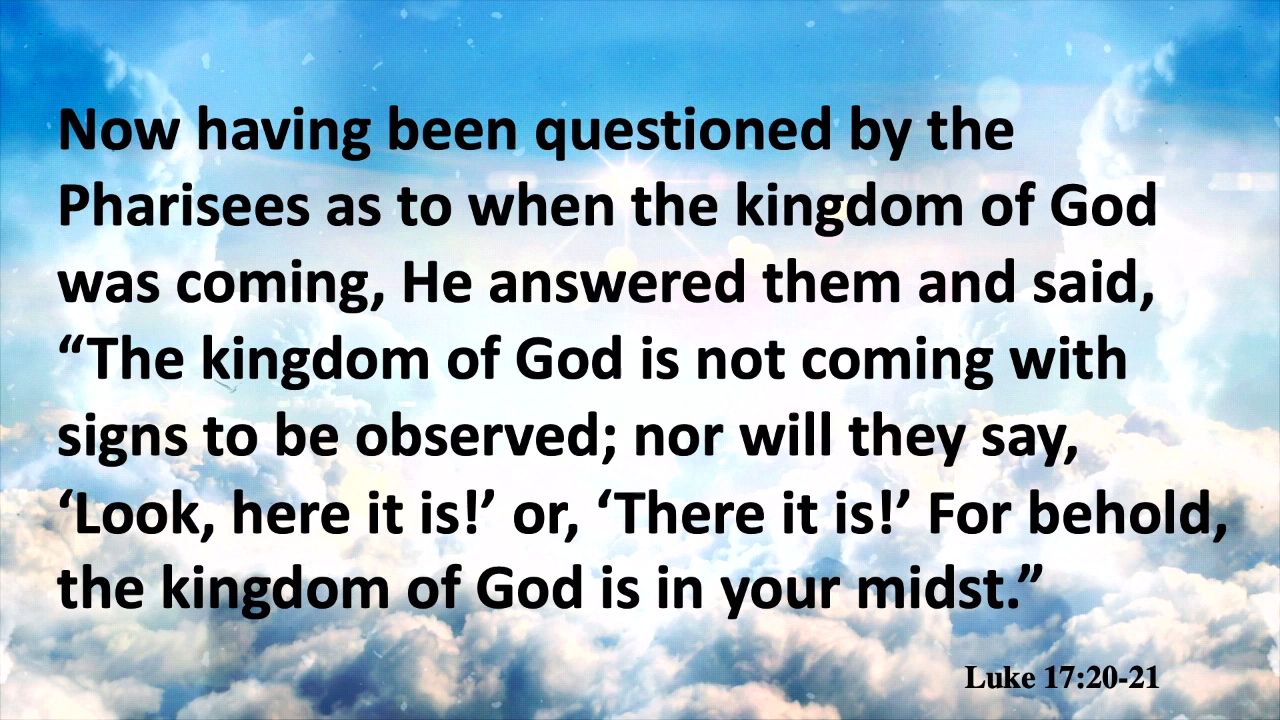 Now having been questioned by the
Pharisees as to when the kingdom of God
was coming, He answered them and said,
“The kingdom of God is not coming with
signs to be observed; nor will they say,
‘Look, here it is!’ or, ‘There it is!’ For behold,
the kingdom of God is in your midst.”
Luke 17:20-21